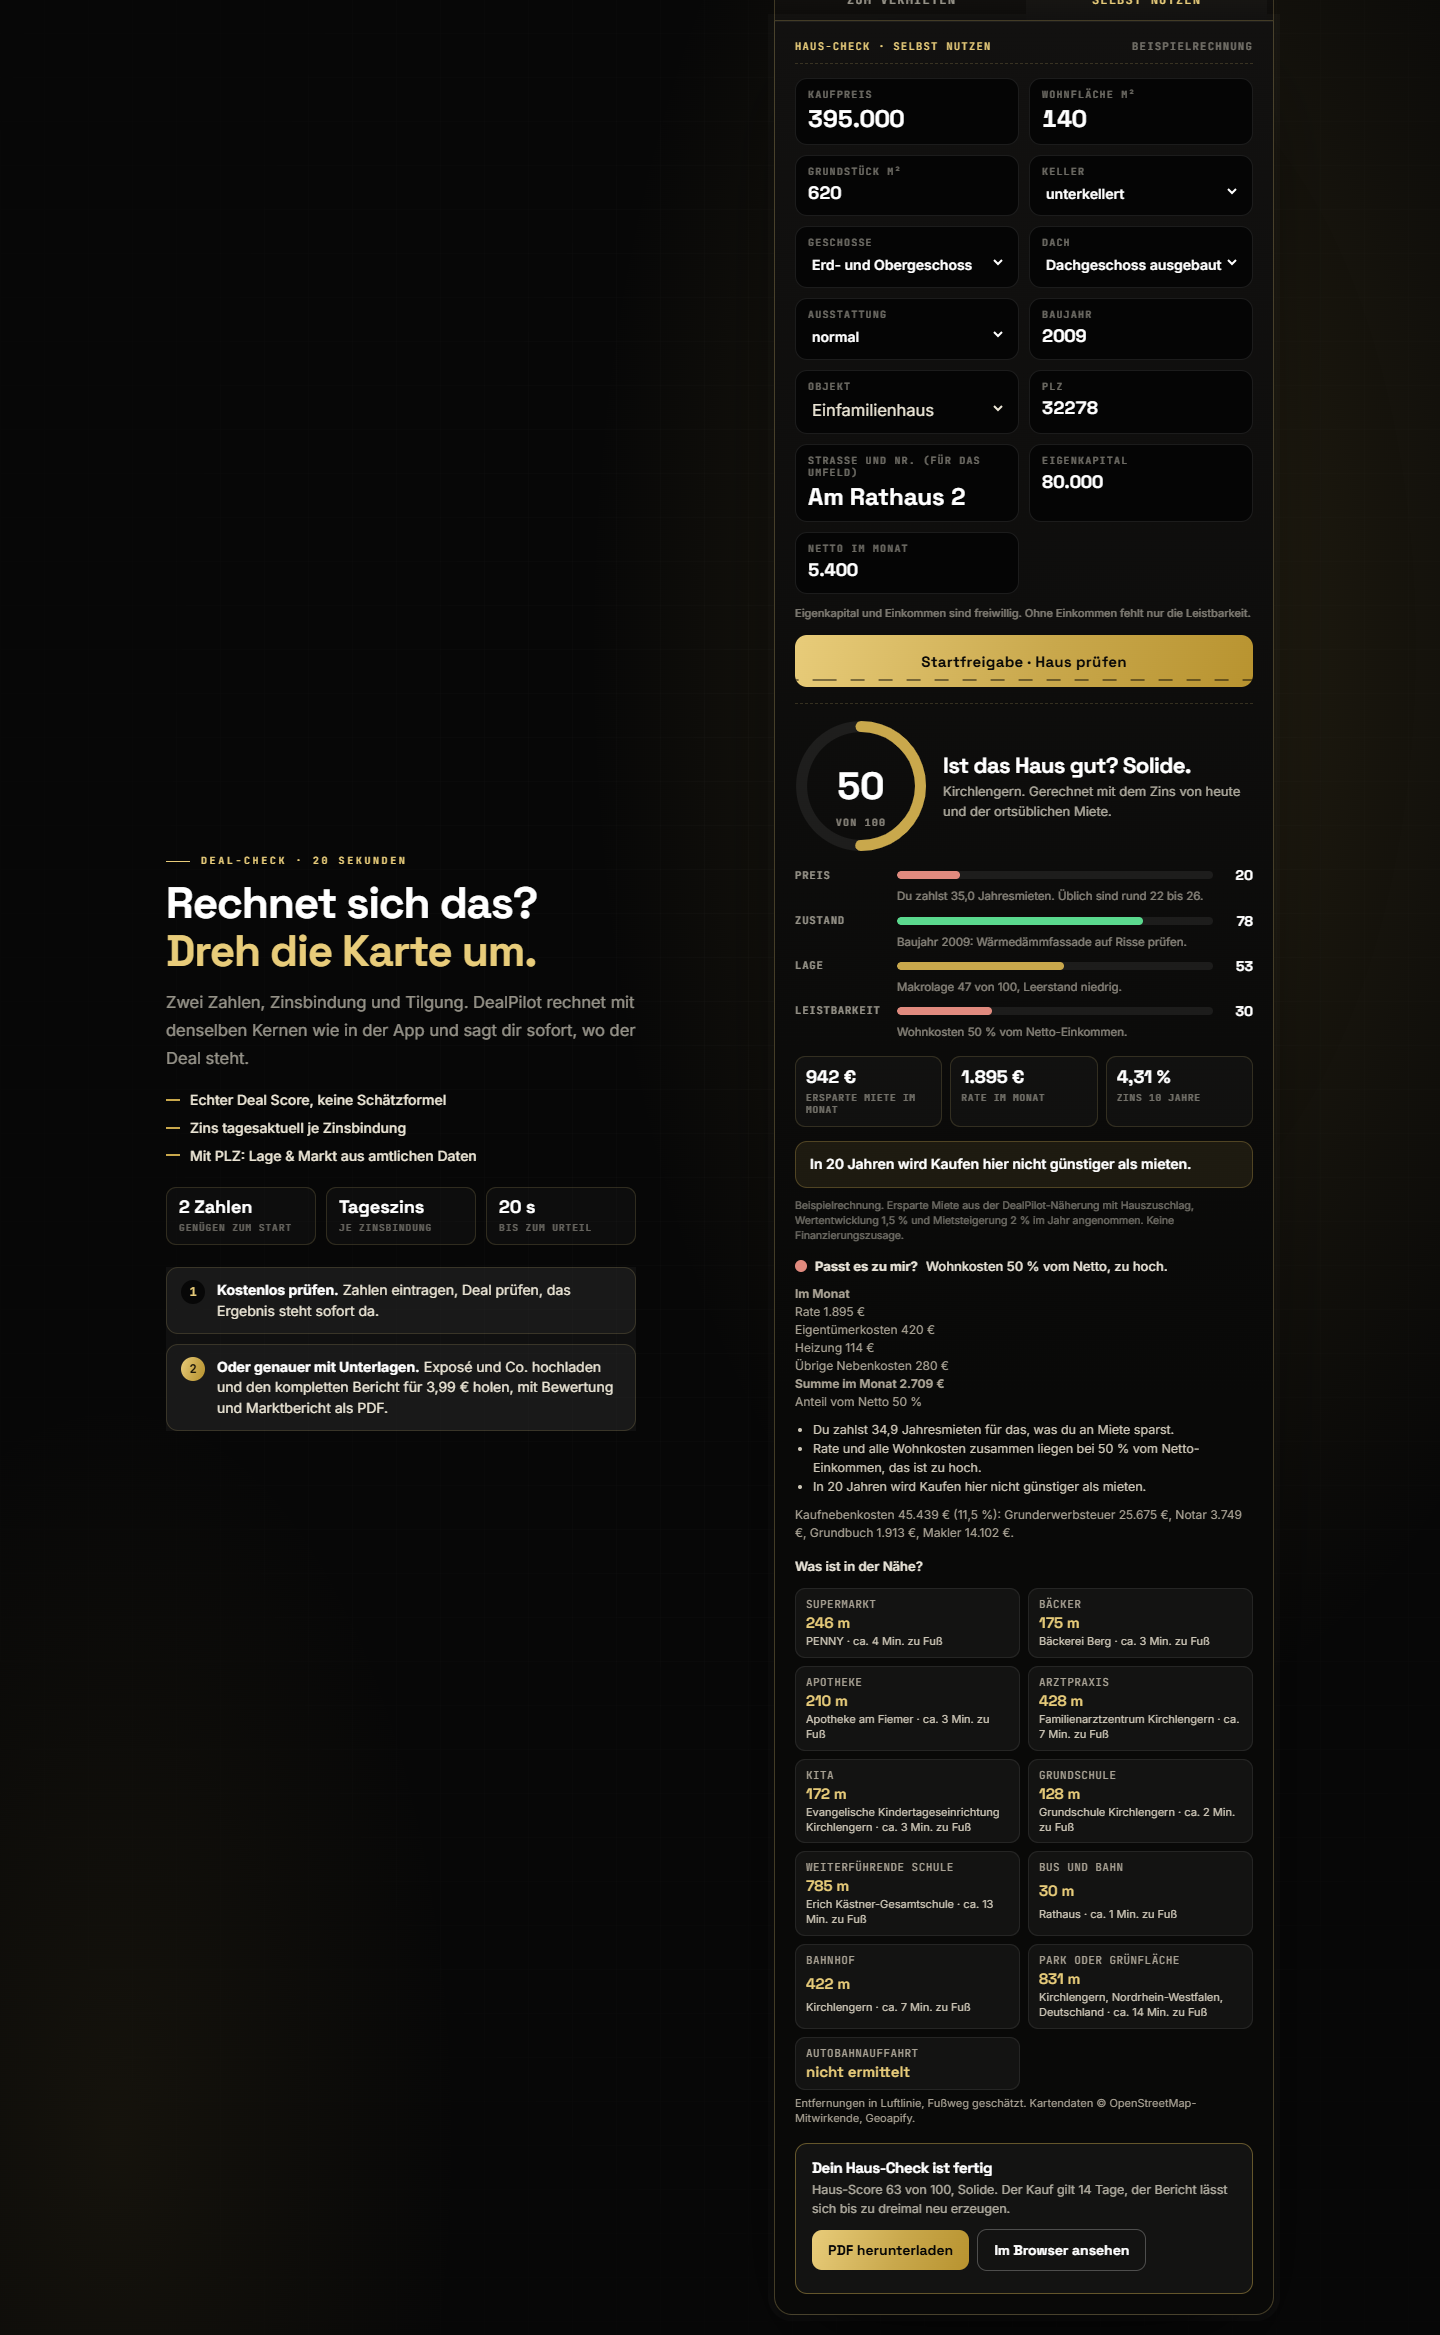 ZUM VERMIETEN
SELBST NUTZEN
HAUS-CHECK · SELBST NUTZEN
BEISPIELRECHNUNG
KAUFPREIS
395.000
WOHNFLÄCHE M²
140
GRUNDSTÜCK M²
620
KELLER
unterkellert
GESCHOSSE
Erd- und Obergeschoss
DACH
Dachgeschoss ausgebaut
AUSSTATTUNG
normal
BAUJAHR
2009
OBJEKT
Einfamilienhaus
PLZ
32278
STRASSE UND NR. (FÜR DAS
UMFELD)
Am Rathaus 2
EIGENKAPITAL
80.000
NETTO IM MONAT
5.400
Eigenkapital und Einkommen sind freiwillig. Ohne Einkommen fehlt nur die Leistbarkeit.
Startfreigabe · Haus prüfen
50
VON 100
Ist das Haus gut? Solide.
Kirchlengern. Gerechnet mit dem Zins von heute
und der ortsüblichen Miete.
PREIS
20
Du zahlst 35,0 Jahresmieten. Üblich sind rund 22 bis 26.
ZUSTAND
78
Baujahr 2009: Wärmedämmfassade auf Risse prüfen.
LAGE
53
Makrolage 47 von 100, Leerstand niedrig.
LEISTBARKEIT
30
Wohnkosten 50 % vom Netto-Einkommen.
942 €
ERSPARTE MIETE IM
MONAT
1.895 €
RATE IM MONAT
4,31 %
ZINS 10 JAHRE
In 20 Jahren wird Kaufen hier nicht günstiger als mieten.
Beispielrechnung. Ersparte Miete aus der DealPilot-Näherung mit Hauszuschlag,
Wertentwicklung 1,5 % und Mietsteigerung 2 % im Jahr angenommen. Keine
Finanzierungszusage.
Passt es zu mir? Wohnkosten 50 % vom Netto, zu hoch.
Im Monat
Rate 1.895 €
Eigentümerkosten 420 €
Heizung 114 €
Übrige Nebenkosten 280 €
Summe im Monat 2.709 €
Anteil vom Netto 50 %
• Du zahlst 34,9 Jahresmieten für das, was du an Miete sparst.
• Rate und alle Wohnkosten zusammen liegen bei 50 % vom Netto-
Einkommen, das ist zu hoch.
• In 20 Jahren wird Kaufen hier nicht günstiger als mieten.
Kaufnebenkosten 45.439 € (11,5 %): Grunderwerbsteuer 25.675 €, Notar 3.749
€, Grundbuch 1.913 €, Makler 14.102 €.
Was ist in der Nähe?
SUPERMARKT
246 m
PENNY · ca. 4 Min. zu Fuß
BÄCKER
175 m
Bäckerei Berg · ca. 3 Min. zu Fuß
APOTHEKE
210 m
Apotheke am Fiemer · ca. 3 Min. zu
Fuß
ARZTPRAXIS
428 m
Familienarztzentrum Kirchlengern · ca.
7 Min. zu Fuß
KITA
172 m
Evangelische Kindertageseinrichtung
Kirchlengern · ca. 3 Min. zu Fuß
GRUNDSCHULE
128 m
Grundschule Kirchlengern · ca. 2 Min.
zu Fuß
WEITERFÜHRENDE SCHULE
785 m
Erich Kästner-Gesamtschule · ca. 13
Min. zu Fuß
BUS UND BAHN
30 m
Rathaus · ca. 1 Min. zu Fuß
BAHNHOF
422 m
Kirchlengern · ca. 7 Min. zu Fuß
PARK ODER GRÜNFLÄCHE
831 m
Kirchlengern, Nordrhein-Westfalen,
Deutschland · ca. 14 Min. zu Fuß
AUTOBAHNAUFFAHRT
nicht ermittelt
Entfernungen in Luftlinie, Fußweg geschätzt. Kartendaten © OpenStreetMap-
Mitwirkende, Geoapify.
Dein Haus-Check ist fertig
Haus-Score 63 von 100, Solide. Der Kauf gilt 14 Tage, der Bericht lässt
sich bis zu dreimal neu erzeugen.
PDF herunterladen
Im Browser ansehen
DEAL-CHECK · 20 SEKUNDEN
Rechnet sich das?
Dreh die Karte um.
Zwei Zahlen, Zinsbindung und Tilgung. DealPilot rechnet mit
denselben Kernen wie in der App und sagt dir sofort, wo der
Deal steht.
— Echter Deal Score, keine Schätzformel
— Zins tagesaktuell je Zinsbindung
— Mit PLZ: Lage & Markt aus amtlichen Daten
2 Zahlen
GENÜGEN ZUM START
Tageszins
JE ZINSBINDUNG
20 s
BIS ZUM URTEIL
1
Kostenlos prüfen. Zahlen eintragen, Deal prüfen, das
Ergebnis steht sofort da.
2
Oder genauer mit Unterlagen. Exposé und Co. hochladen
und den kompletten Bericht für 3,99 € holen, mit Bewertung
und Marktbericht als PDF.